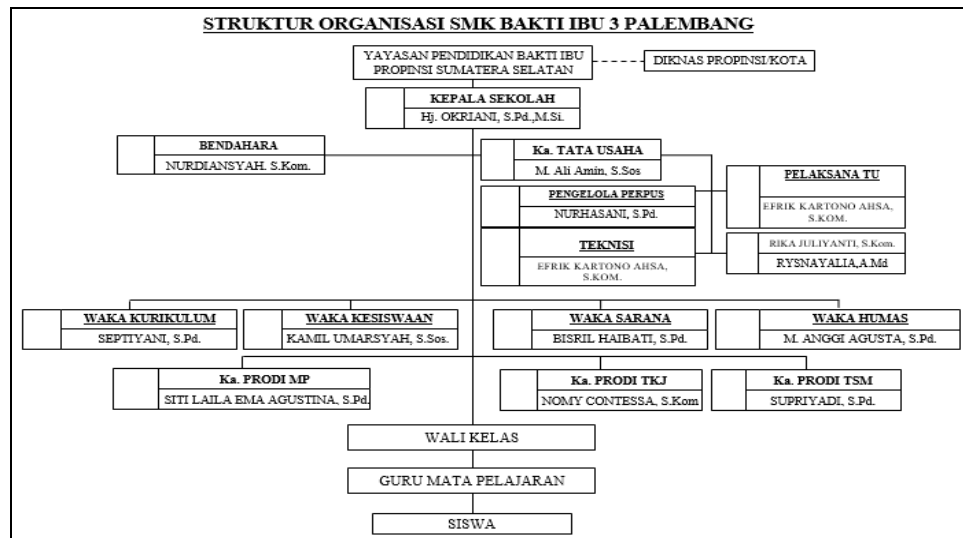 STRUKTUR ORGANISASI SMK BAKTI IBU 3 PALEMBANG
YAYASAN PENDIDIKAN BAKTI IBU
PROPINSI SUMATERA SELATAN
DIKNAS PROPINSI/KOTA
KEPALA SEKOLAH
Hj. OKRIANI, S.Pd.,M.Si.
BENDAHARA
NURDIANSYAH. S.Kom.
Ka. TATA USAHA
M. Ali Amin, S.Sos
PENGELOLA PERPUS
NURHASANI, S.Pd.
PELAKSANA TU
EFRIK KARTONO AHSA,
S.KOM.
TEKNISI
EFRIK KARTONO AHSA,
S.KOM.
RIKA JULIYANTI, S.Kom.
RYSNAYALIA,A.Md
WAKA KURIKULUM
SEPTIYANI, S.Pd.
WAKA KESISWAAN
KAMIL UMARSYAH, S.Sos.
WAKA SARANA
BISRIL HAIBATI, S.Pd.
WAKA HUMAS
M. ANGGI AGUSTA, S.Pd.
Ka. PRODI MP
SITI LAILA EMA AGUSTINA, S.Pd.
Ka. PRODI TKJ
NOMY CONTESSA, S.Kom
Ka. PRODI TSM
SUPRIYADI, S.Pd.
WALI KELAS
GURU MATA PELAJARAN
SISWA